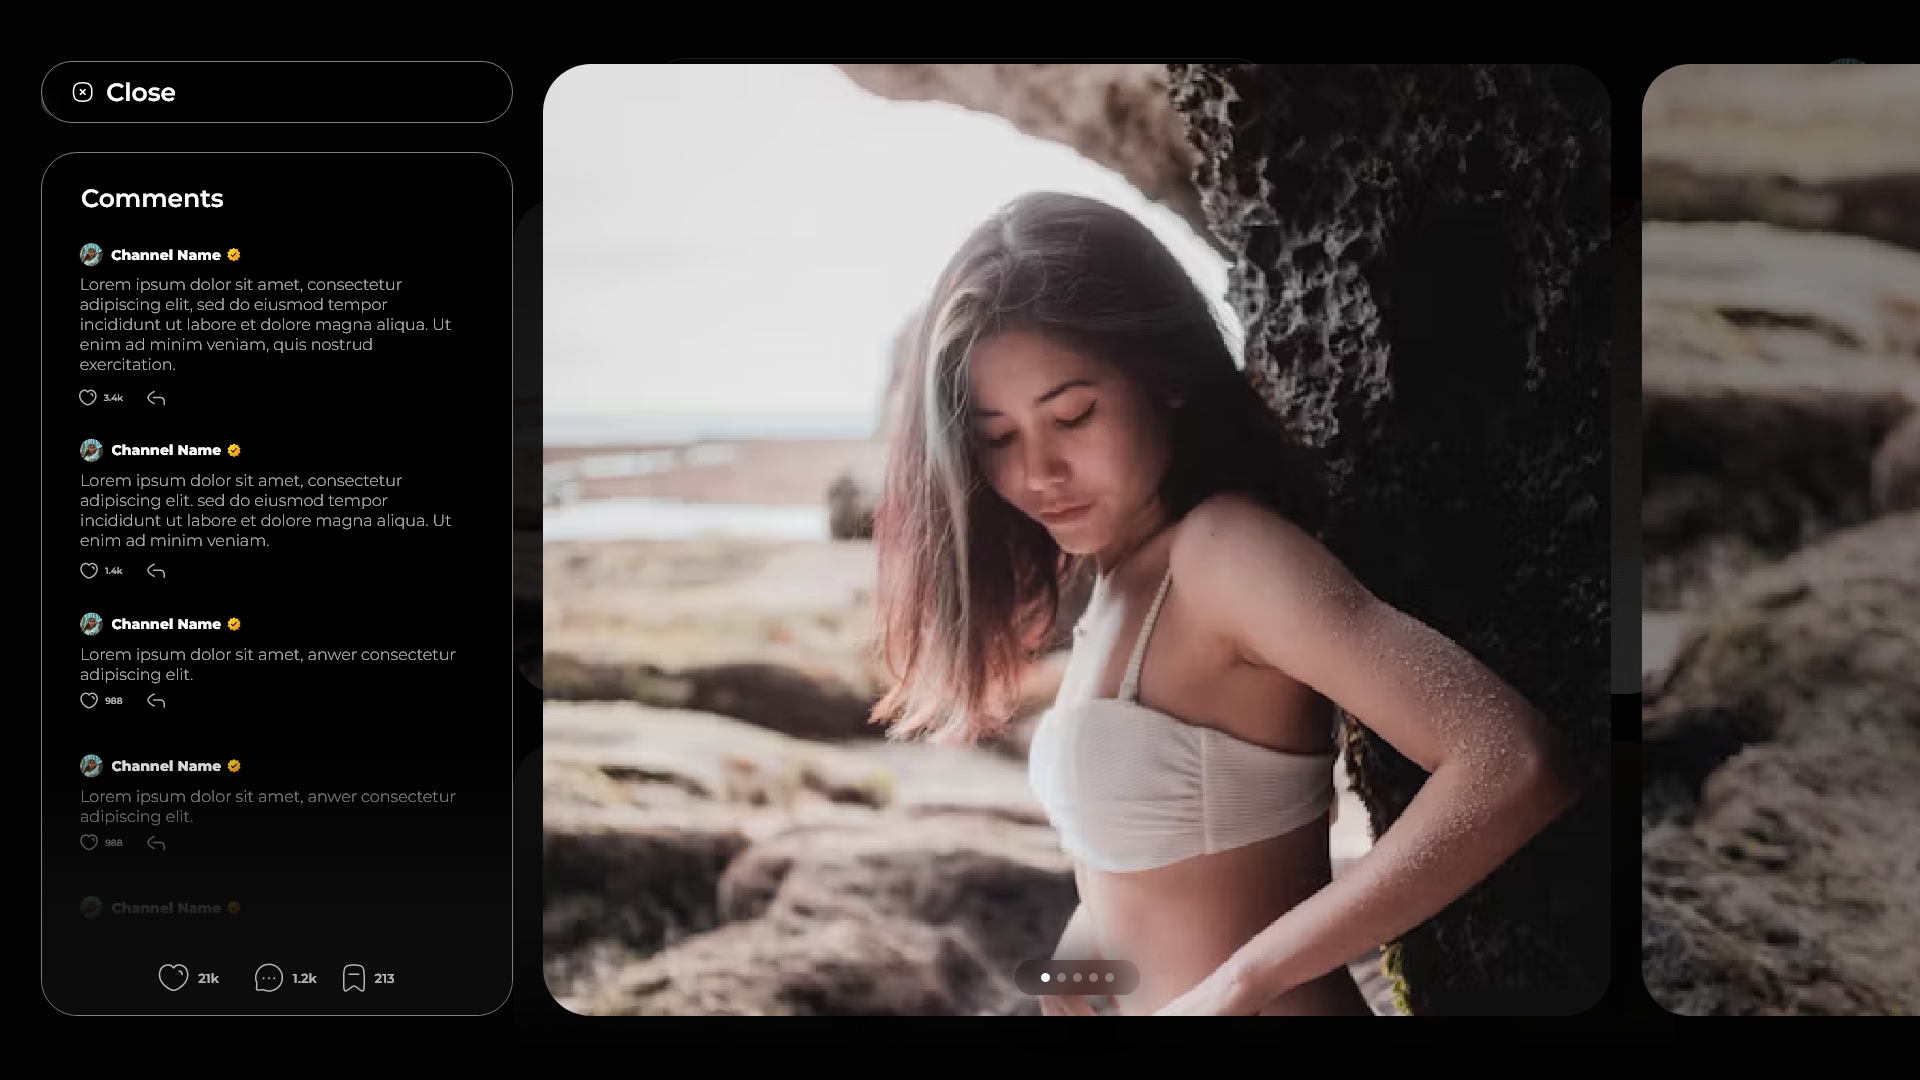 Close
Comments
Channel Name
Lorem ipsum dolor sit amet, consectetur
adipiscing elit, sed do eiusmod tempor
incididunt ut labore et dolore magna aliqua. Ut
enim ad minim veniam, quis nostrud
exercitation.
3.4k
Channel Name
Lorem ipsum dolor sit amet, consectetur
adipiscing elit. sed do eiusmod tempor
incididunt ut labore et dolore magna aliqua. Ut
enim ad minim veniam.
1.4k
Channel Name
Lorem ipsum dolor sit amet, anwer consectetur
adipiscing elit.
988
Channel Name
Lorem ipsum dolor sit amet, anwer consectetur
adipiscing elit.
988
Channel Name
21k 1.2k 213